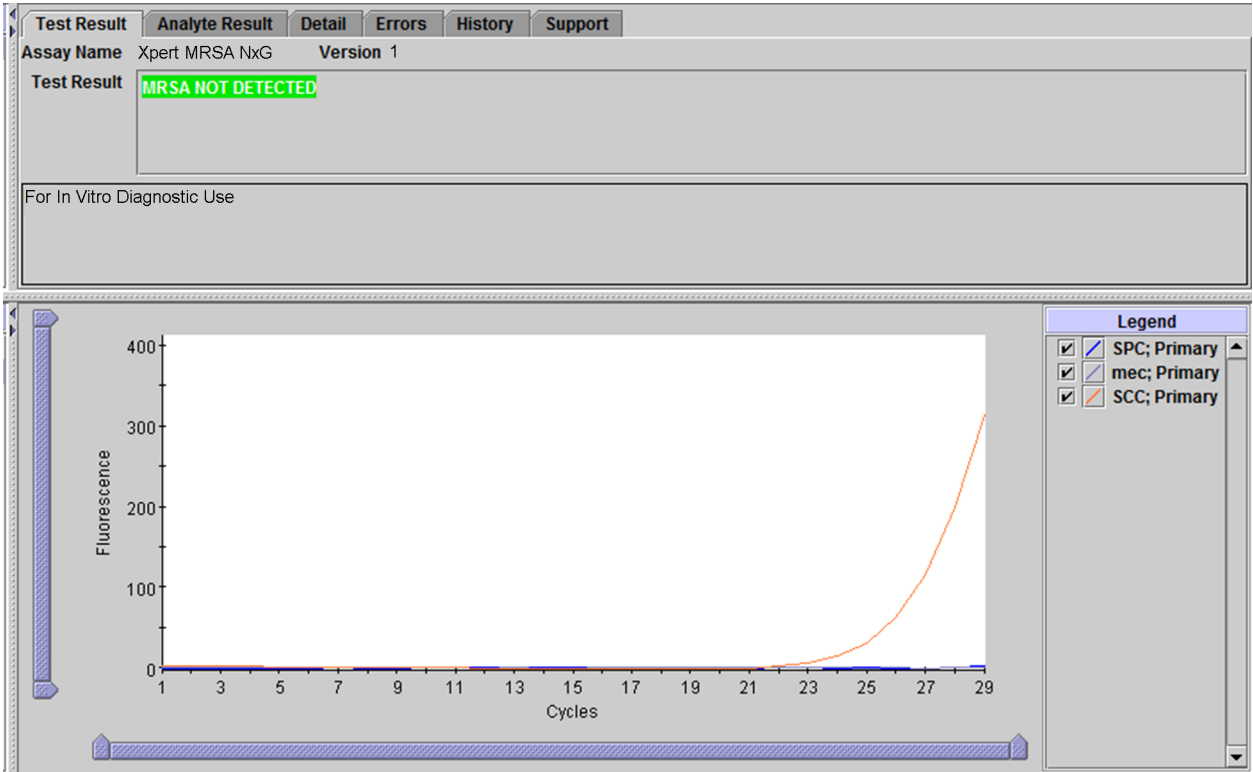 Test Result Analyte Result Detail Errors History Support
Assay Name Xpert MRSA NxG Version 1
Test Result MRSA NOT DETECTED
For In Vitro Diagnostic Use
Legend
SPC; Primary
mec; Primary
SCC; Primary
400
300
200
100
0
Fluorescence
1 3 5 7 9 11 13 15 17 19 21 23 25 27 29
Cycles